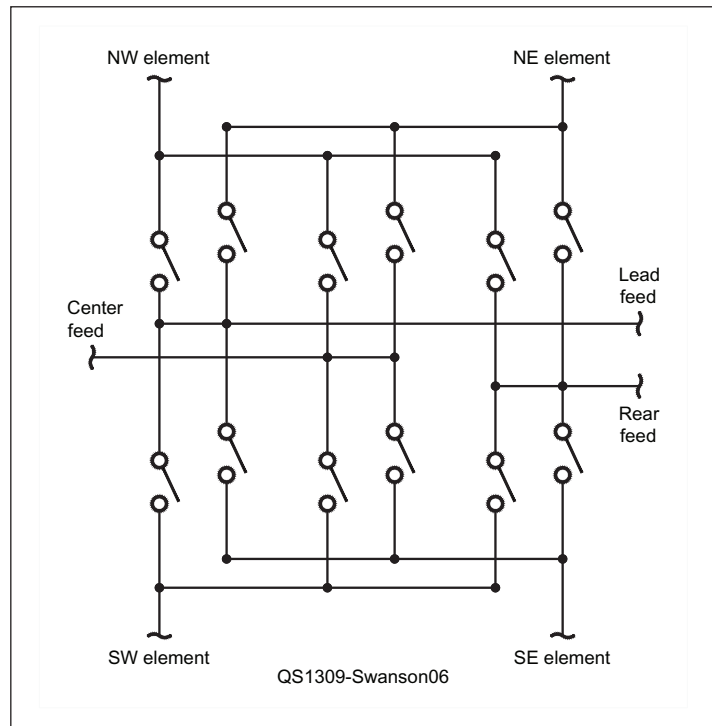 NW element
NE element
Center
feed
Lead
feed
Rear
feed
SW element
SE element
QS1309-Swanson06